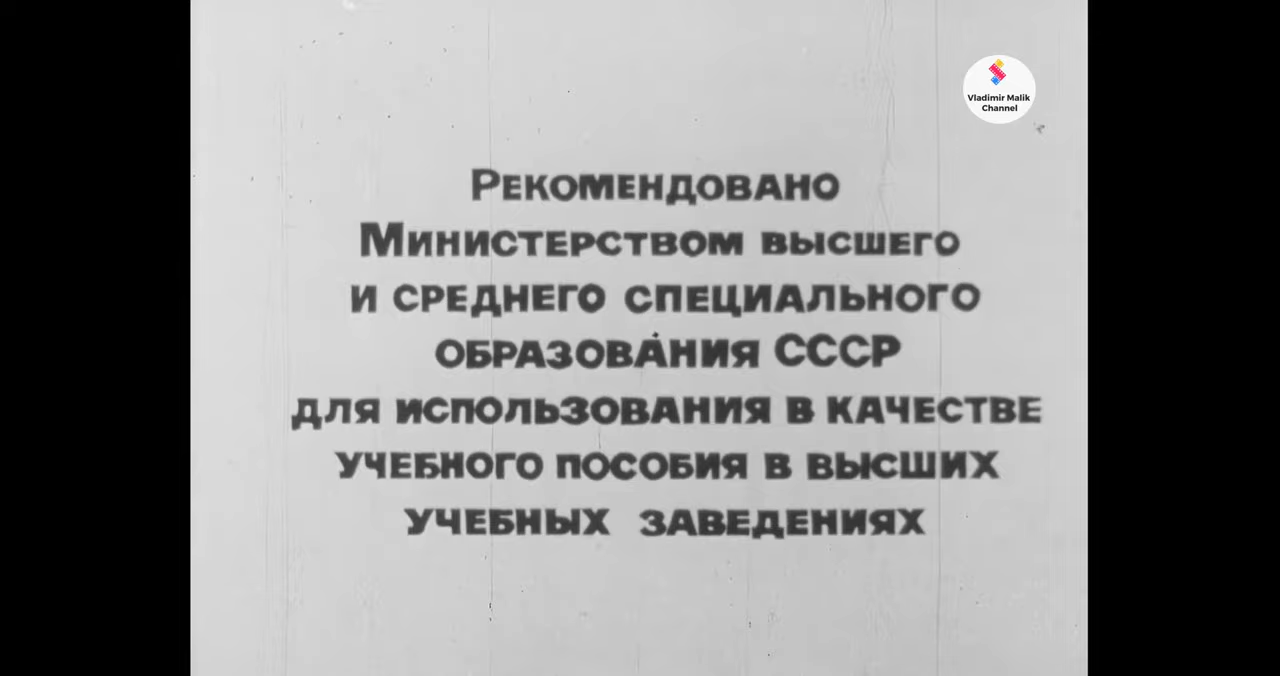 Vladimir Malik
Channel
Рекомендовано
Министерством высшего
и среднего специального
образования СССР
для использования в качестве
учебного пособия в высших
учебных заведениях